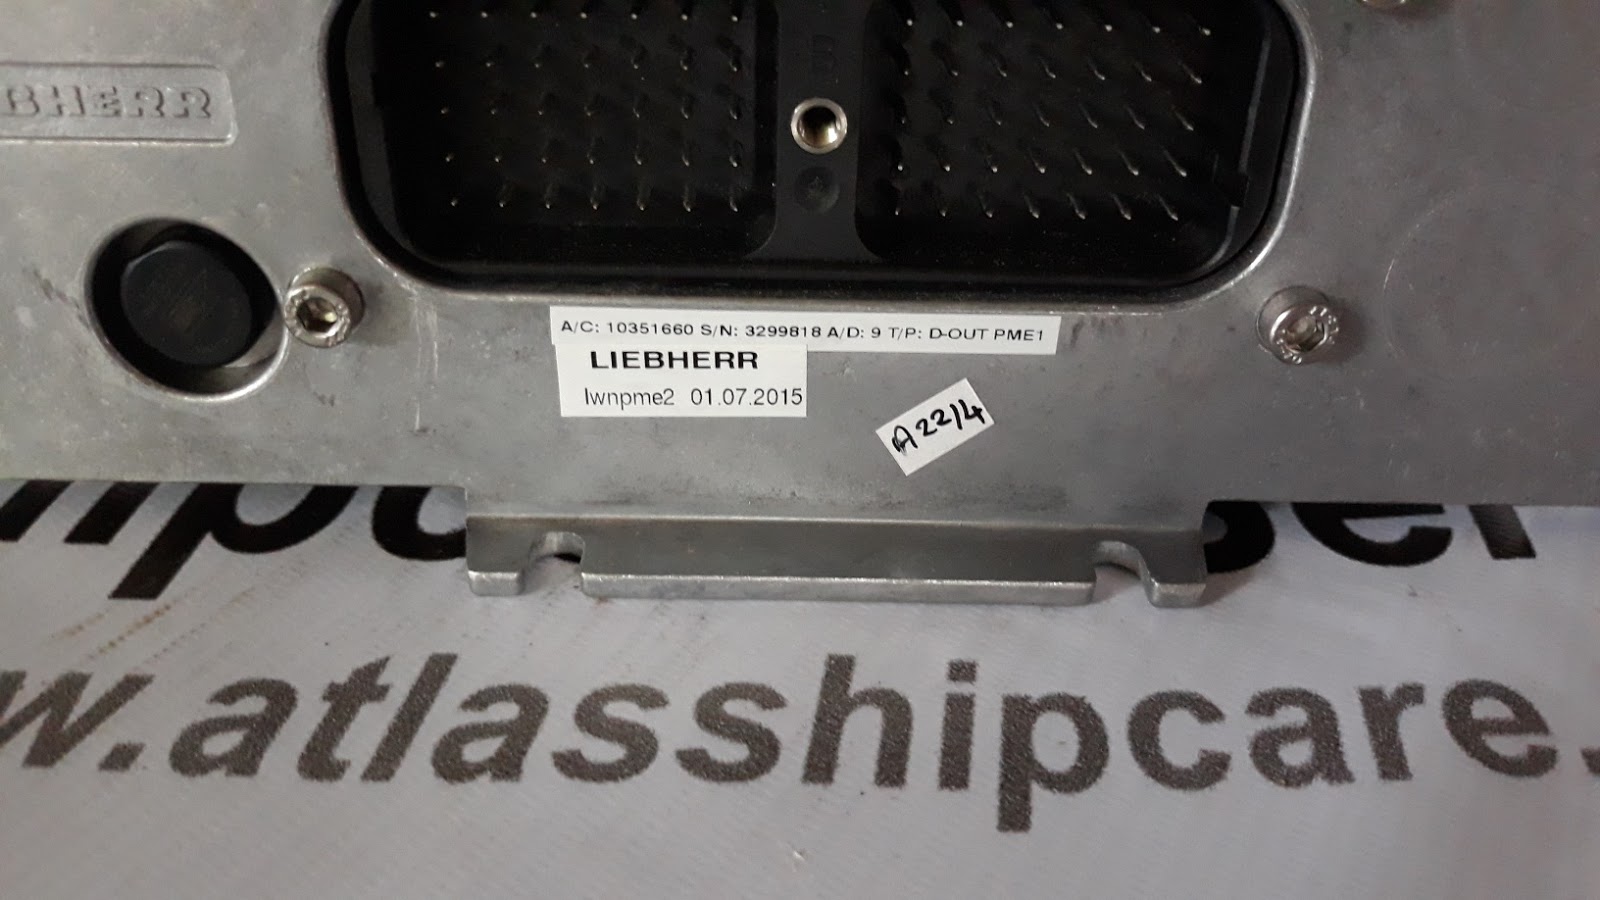 BHERR
A/C: 10351660 S/N: 3299818 A/D: 9 T/P: D-OUT PME1
LIEBHERR
lwnpme2 01.07.2015
A22/4
w.atlasshipcare.